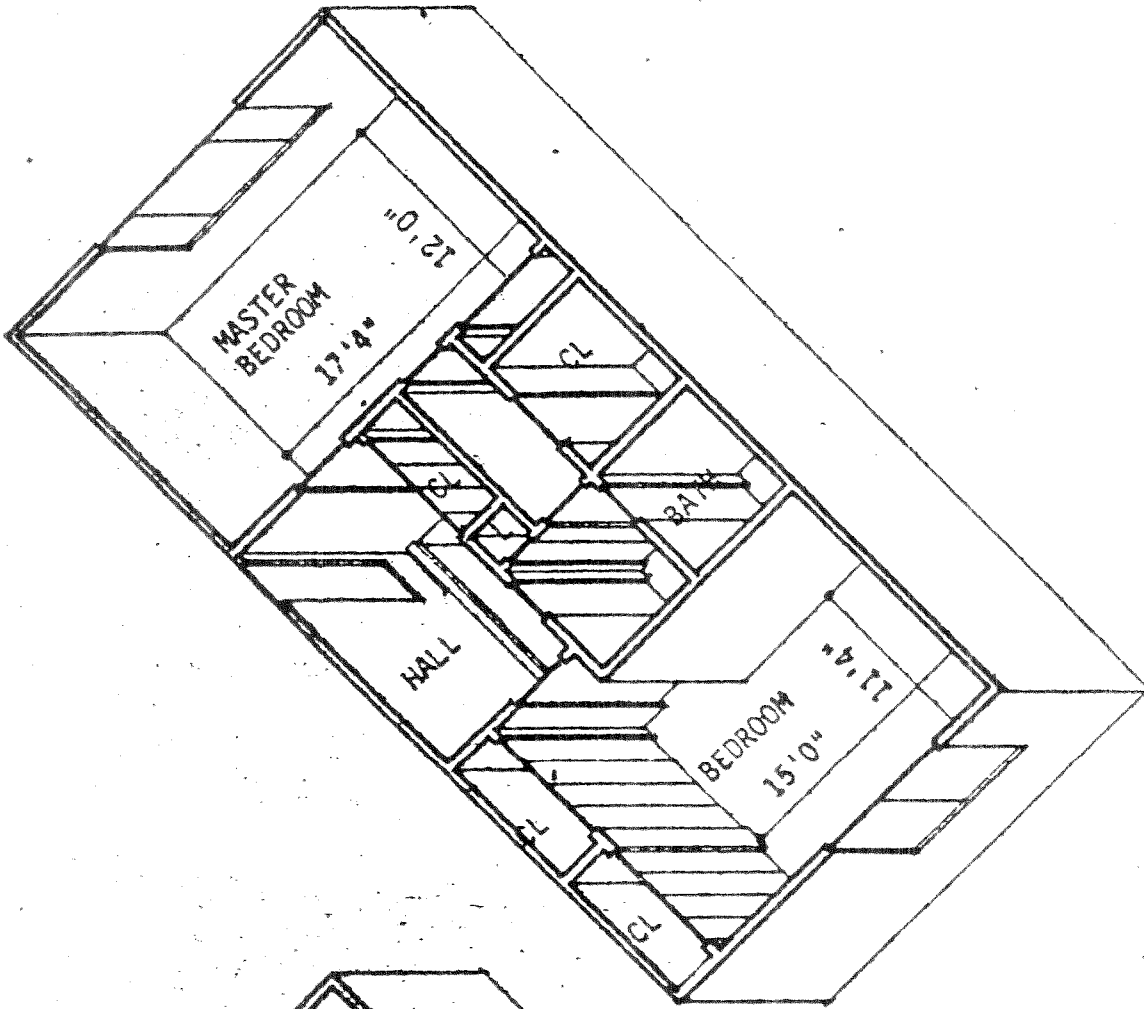 MASTER
BEDROOM
17'4"
12'0"
CL
CL
L
BATH
HALL
BEDROOM
15'0"
11'4"
CL
CL